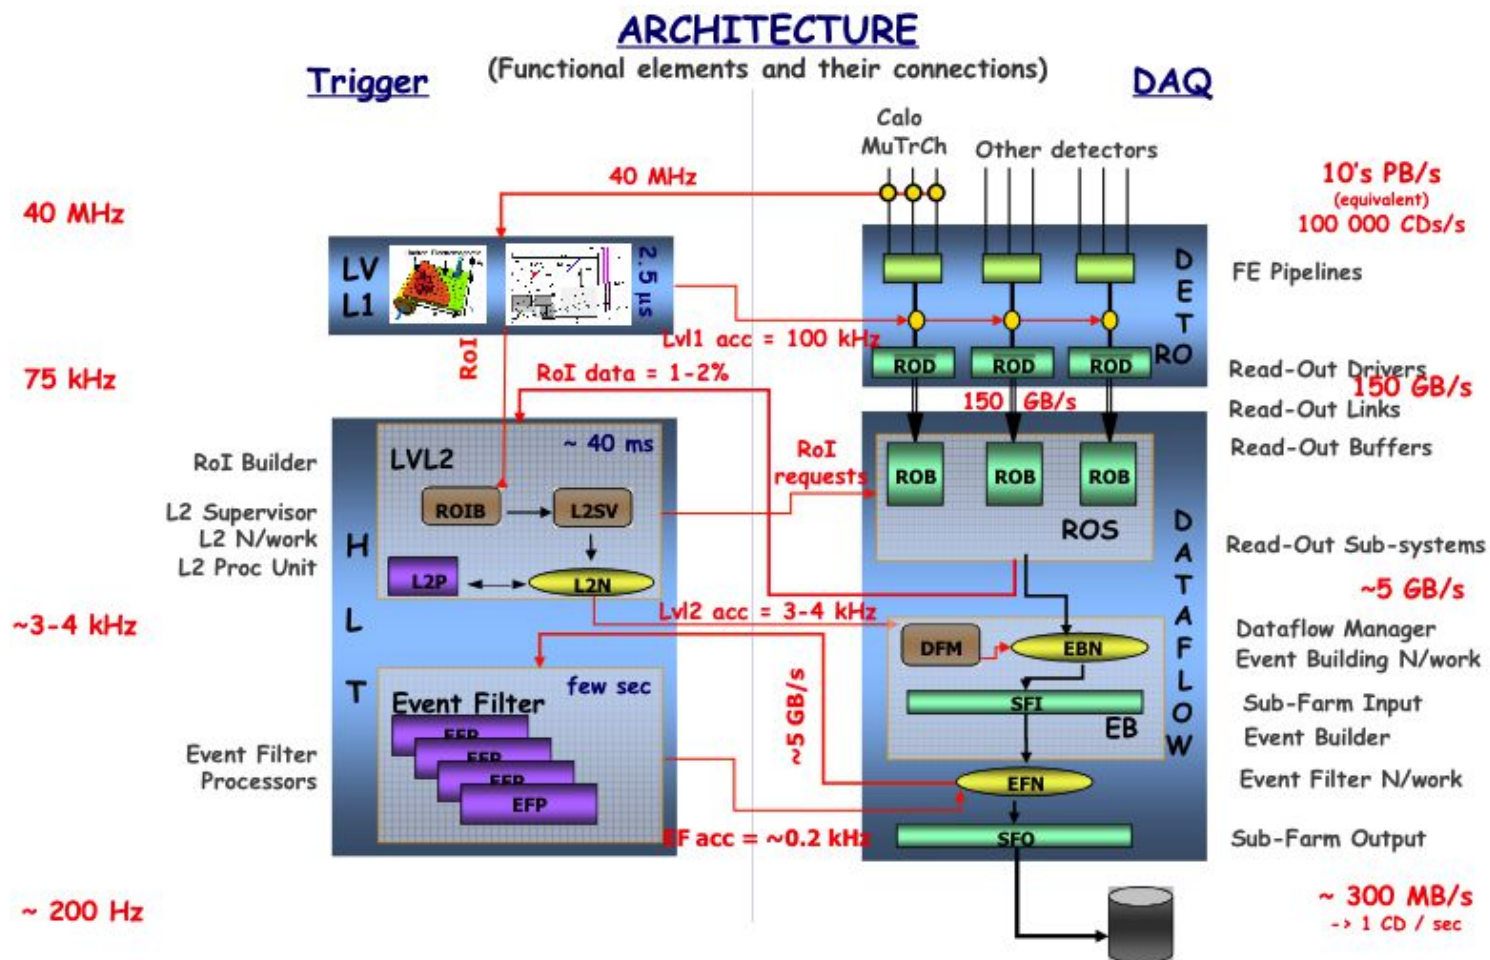 ARCHITECTURE
(Functional elements and their connections)
Trigger
DAQ
Calo
MuTrCh
Other detectors
40 MHz
40 MHz
10's PB/s
(equivalent)
100 000 CDs/s
LV
L1
2.5 μs
DET
RO
FE Pipelines
Lvl1 acc = 100 kHz
RoI
75 kHz
RoI data = 1-2%
ROD
ROD
ROD
Read-Out Drivers
150 GB/s
150 GB/s
Read-Out Links
Read-Out Buffers
HLT
LVL2
~ 40 ms
RoI Builder
ROIB
L2SV
L2 Supervisor
L2 N/work
L2 Proc Unit
L2P
L2N
RoI
requests
ROB
ROB
ROB
ROS
DATAFLOW
Read-Out Sub-systems
~5 GB/s
~3-4 kHz
Lvl2 acc = 3-4 kHz
DFM
EBN
Dataflow Manager
Event Building N/work
SFI
EB
Sub-Farm Input
Event Builder
few sec
Event Filter
EFP
EFP
EFP
EFP
Event Filter
Processors
~5 GB/s
EFN
Event Filter N/work
EF acc = ~0.2 kHz
SFO
Sub-Farm Output
~ 200 Hz
~ 300 MB/s
-> 1 CD / sec